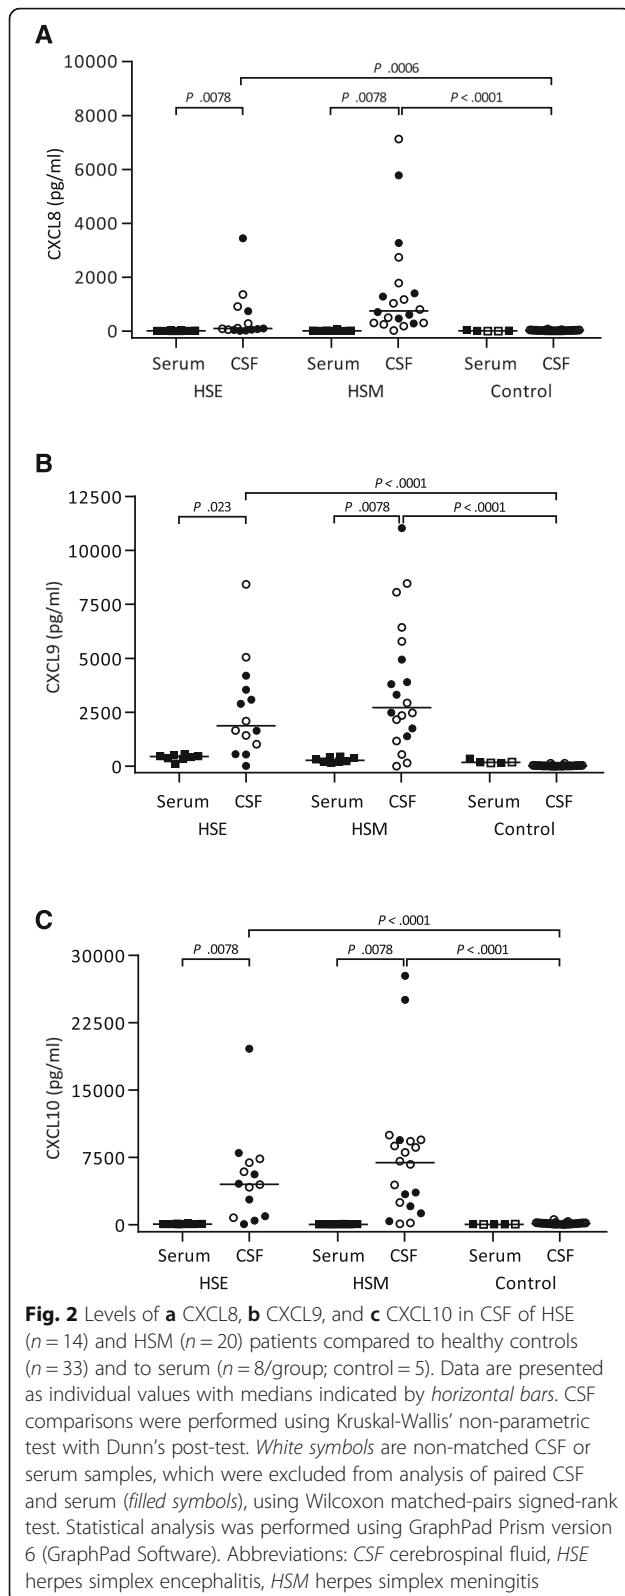 A
10000
8000
6000
4000
2000
0
CXCL8 (pg/ml)
P .0006
P .0078
P .0078
P < .0001
Serum CSF Serum CSF Serum CSF
HSE HSM Control
B
12500
10000
7500
5000
2500
0
CXCL9 (pg/ml)
P < .0001
P .023
P .0078
P < .0001
Serum CSF Serum CSF Serum CSF
HSE HSM Control
C
30000
22500
15000
7500
0
CXCL10 (pg/ml)
P < .0001
P .0078
P .0078
P < .0001
Serum CSF Serum CSF Serum CSF
HSE HSM Control
Fig. 2 Levels of a CXCL8, b CXCL9, and c CXCL10 in CSF of HSE
(n = 14) and HSM (n = 20) patients compared to healthy controls
(n = 33) and to serum (n = 8/group; control = 5). Data are presented
as individual values with medians indicated by horizontal bars. CSF
comparisons were performed using Kruskal-Wallis’ non-parametric
test with Dunn’s post-test. White symbols are non-matched CSF or
serum samples, which were excluded from analysis of paired CSF
and serum (filled symbols), using Wilcoxon matched-pairs signed-rank
test. Statistical analysis was performed using GraphPad Prism version
6 (GraphPad Software). Abbreviations: CSF cerebrospinal fluid, HSE
herpes simplex encephalitis, HSM herpes simplex meningitis